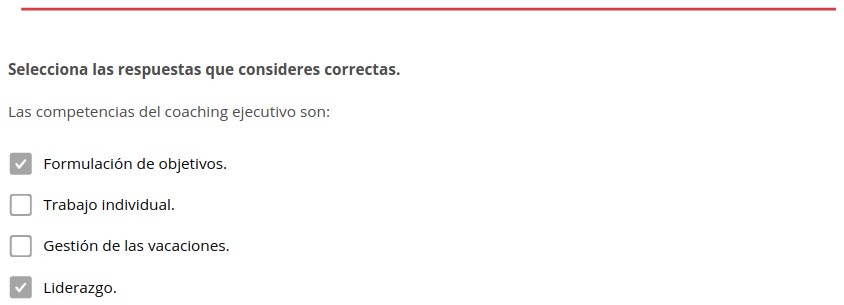 Selecciona las respuestas que consideres correctas.
Las competencias del coaching ejecutivo son:
Formulación de objetivos.
Trabajo individual.
Gestión de las vacaciones.
Liderazgo.